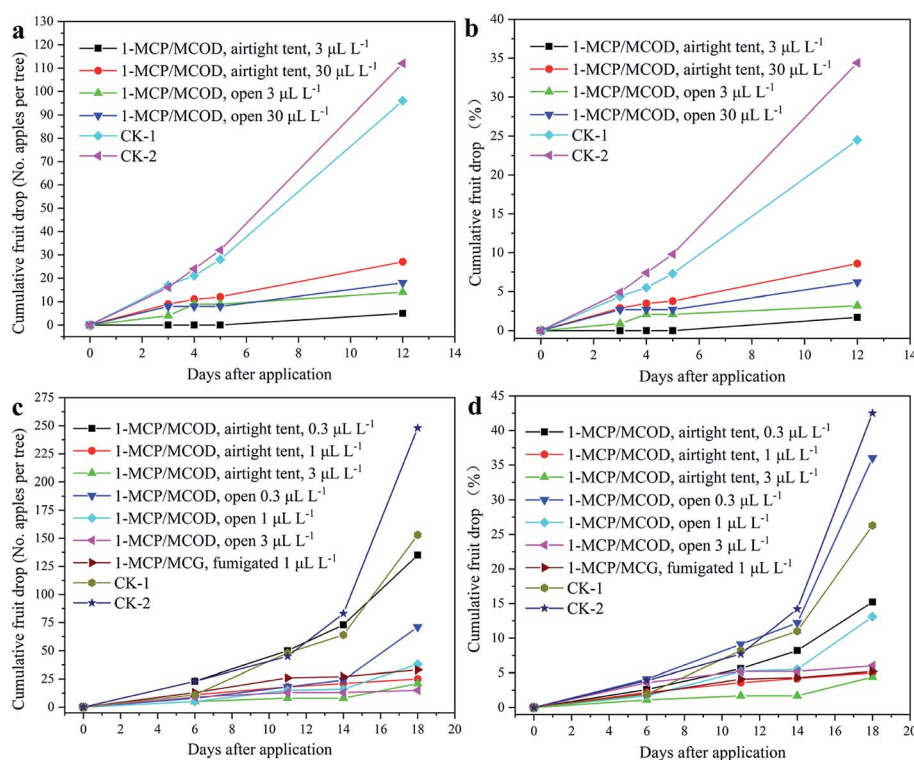 a
Cumulative fruit drop (No. apples per tree)
130
120
110
100
90
80
70
60
50
40
30
20
10
0
1-MCP/MCOD, airtight tent, 3 μL L⁻¹
1-MCP/MCOD, airtight tent, 30 μL L⁻¹
1-MCP/MCOD, open 3 μL L⁻¹
1-MCP/MCOD, open 30 μL L⁻¹
CK-1
CK-2
0 2 4 6 8 10 12 14
Days after application
b
Cumulative fruit drop (%)
40
35
30
25
20
15
10
5
0
1-MCP/MCOD, airtight tent, 3 μL L⁻¹
1-MCP/MCOD, airtight tent, 30 μL L⁻¹
1-MCP/MCOD, open 3 μL L⁻¹
1-MCP/MCOD, open 30 μL L⁻¹
CK-1
CK-2
0 2 4 6 8 10 12 14
Days after application
c
Cumulative fruit drop (No. apples per tree)
275
250
225
200
175
150
125
100
75
50
25
0
1-MCP/MCOD, airtight tent, 0.3 μL L⁻¹
1-MCP/MCOD, airtight tent, 1 μL L⁻¹
1-MCP/MCOD, airtight tent, 3 μL L⁻¹
1-MCP/MCOD, open 0.3 μL L⁻¹
1-MCP/MCOD, open 1 μL L⁻¹
1-MCP/MCOD, open 3 μL L⁻¹
1-MCP/MCG, fumigated 1 μL L⁻¹
CK-1
CK-2
0 2 4 6 8 10 12 14 16 18 20
Days after application
d
Cumulative fruit drop (%)
45
40
35
30
25
20
15
10
5
0
1-MCP/MCOD, airtight tent, 0.3 μL L⁻¹
1-MCP/MCOD, airtight tent, 1 μL L⁻¹
1-MCP/MCOD, airtight tent, 3 μL L⁻¹
1-MCP/MCOD, open 0.3 μL L⁻¹
1-MCP/MCOD, open 1 μL L⁻¹
1-MCP/MCOD, open 3 μL L⁻¹
1-MCP/MCG, fumigated 1 μL L⁻¹
CK-1
CK-2
0 2 4 6 8 10 12 14 16 18 20
Days after application